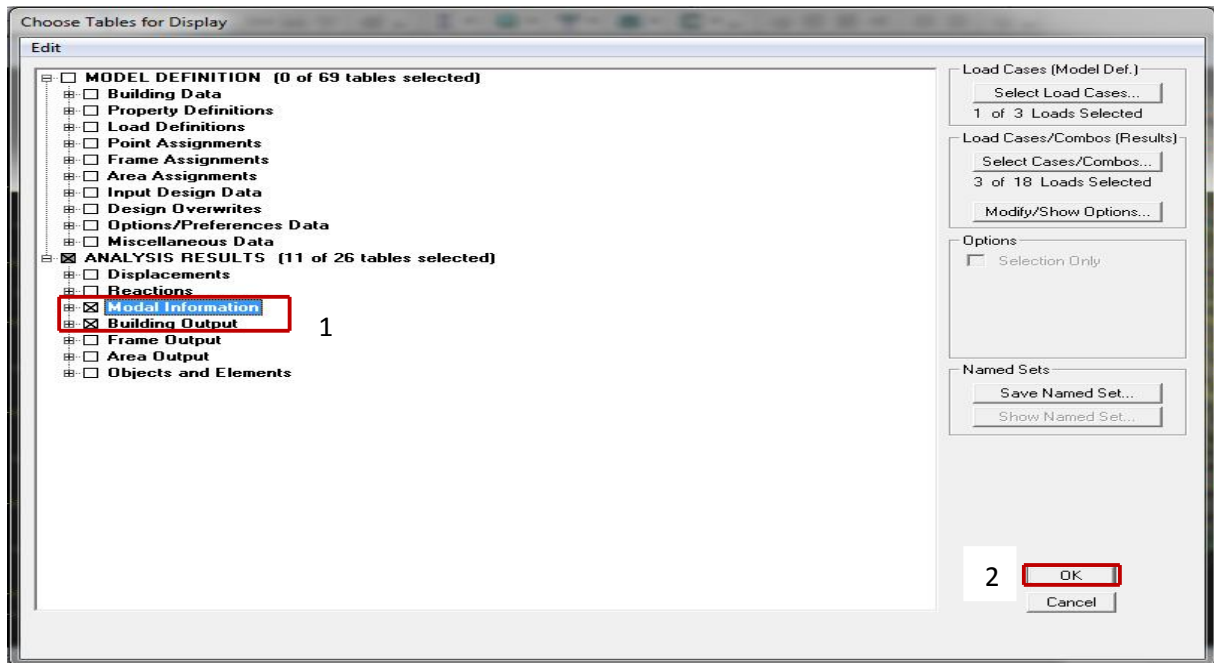 Choose Tables for Display
Edit
MODEL DEFINITION (0 of 69 tables selected)
Building Data
Property Definitions
Load Definitions
Point Assignments
Frame Assignments
Area Assignments
Input Design Data
Design Overwrites
Options/Preferences Data
Miscellaneous Data
ANALYSIS RESULTS (11 of 26 tables selected)
Displacements
Reactions
Modal Information
Building Output
1
Frame Output
Area Output
Objects and Elements
Load Cases (Model Def.)
Select Load Cases...
1 of 3 Loads Selected
Load Cases/Combos (Results)
Select Cases/Combos...
3 of 18 Loads Selected
Modify/Show Options...
Options
Selection Only
Named Sets
Save Named Set...
Show Named Set...
2 OK
Cancel